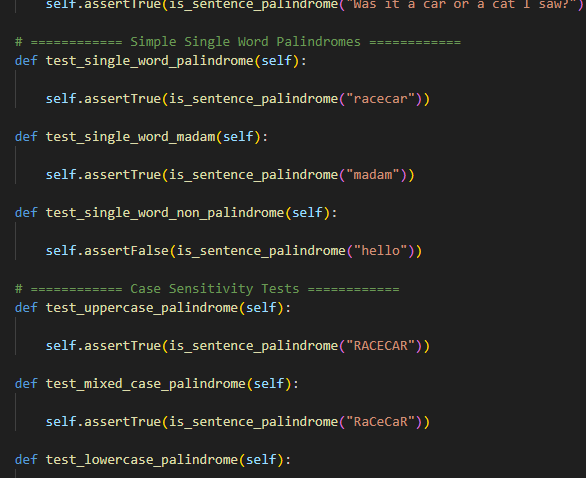 self.assertTrue(is_sentence_palindrome("Was it a car or a cat I saw?")
# ============ Simple Single Word Palindromes ============
def test_single_word_palindrome(self):
self.assertTrue(is_sentence_palindrome("racecar"))
def test_single_word_madam(self):
self.assertTrue(is_sentence_palindrome("madam"))
def test_single_word_non_palindrome(self):
self.assertFalse(is_sentence_palindrome("hello"))
# ============ Case Sensitivity Tests ============
def test_uppercase_palindrome(self):
self.assertTrue(is_sentence_palindrome("RACECAR"))
def test_mixed_case_palindrome(self):
self.assertTrue(is_sentence_palindrome("RaCeCaR"))
def test_lowercase_palindrome(self):